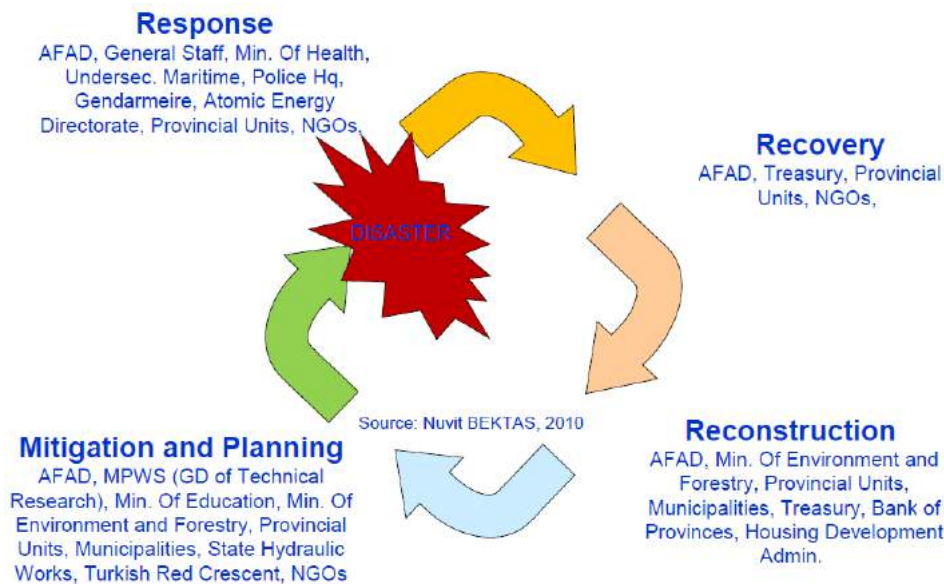 Response
AFAD, General Staff, Min. Of Health,
Undersec. Maritime, Police Hq,
Gendarmeire, Atomic Energy
Directorate, Provincial Units, NGOs,
Recovery
AFAD, Treasury, Provincial
Units, NGOs,
DISASTER
Source: Nuvit BEKTAS, 2010
Mitigation and Planning
AFAD, MPWS (GD of Technical
Research), Min. Of Education, Min. Of
Environment and Forestry, Provincial
Units, Municipalities, State Hydraulic
Works, Turkish Red Crescent, NGOs
Reconstruction
AFAD, Min. Of Environment and
Forestry, Provincial Units,
Municipalities, Treasury, Bank of
Provinces, Housing Development
Admin.